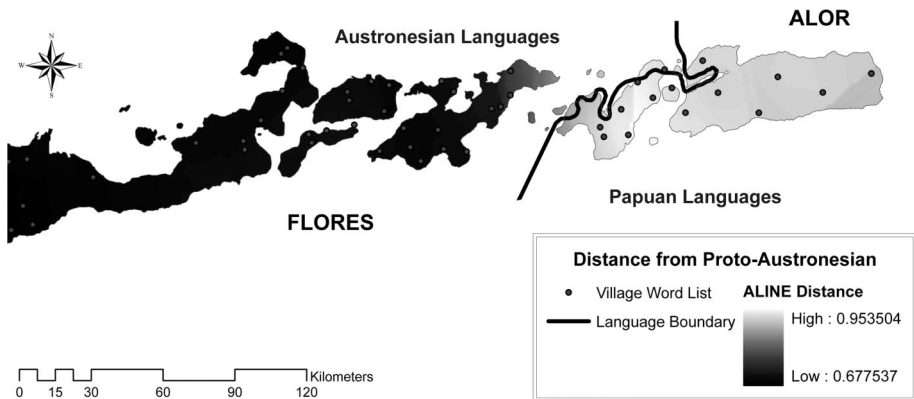 ALOR
Austronesian Languages
N
W E
S
Papuan Languages
FLORES
Distance from Proto-Austronesian
Village Word List
ALINE Distance
Language Boundary
High : 0.953504
Low : 0.677537
Kilometers
0 15 30 60 90 120